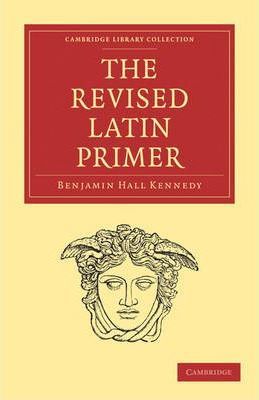 CAMBRIDGE LIBRARY COLLECTION
THE
REVISED
LATIN
PRIMER
BENJAMIN HALL KENNEDY
CAMBRIDGE